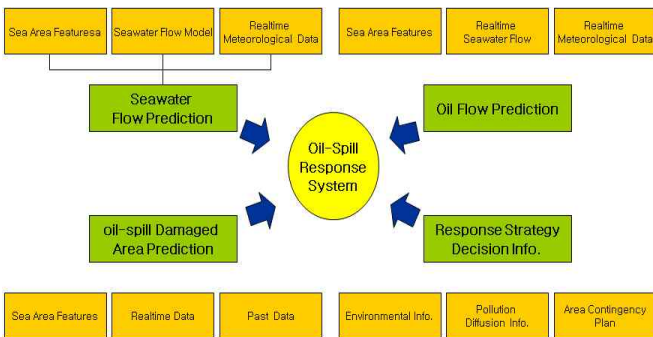 Sea Area Featuresa
Seawater Flow Model
Realtime
Meteorological Data
Sea Area Features
Realtime
Seawater Flow
Realtime
Meteorological Data
Seawater
Flow Prediction
Oil Flow Prediction
Oil-Spill
Response
System
oil-spill Damaged
Area Prediction
Response Strategy
Decision Info.
Sea Area Features
Realtime Data
Past Data
Environmental Info.
Pollution
Diffusion Info.
Area Contingency
Plan